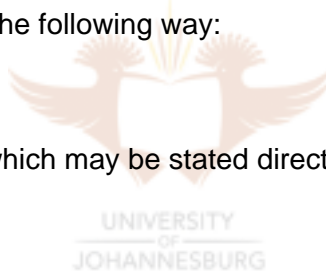 he following way:
which may be stated direct
UNIVERSITY
OF
JOHANNESBURG